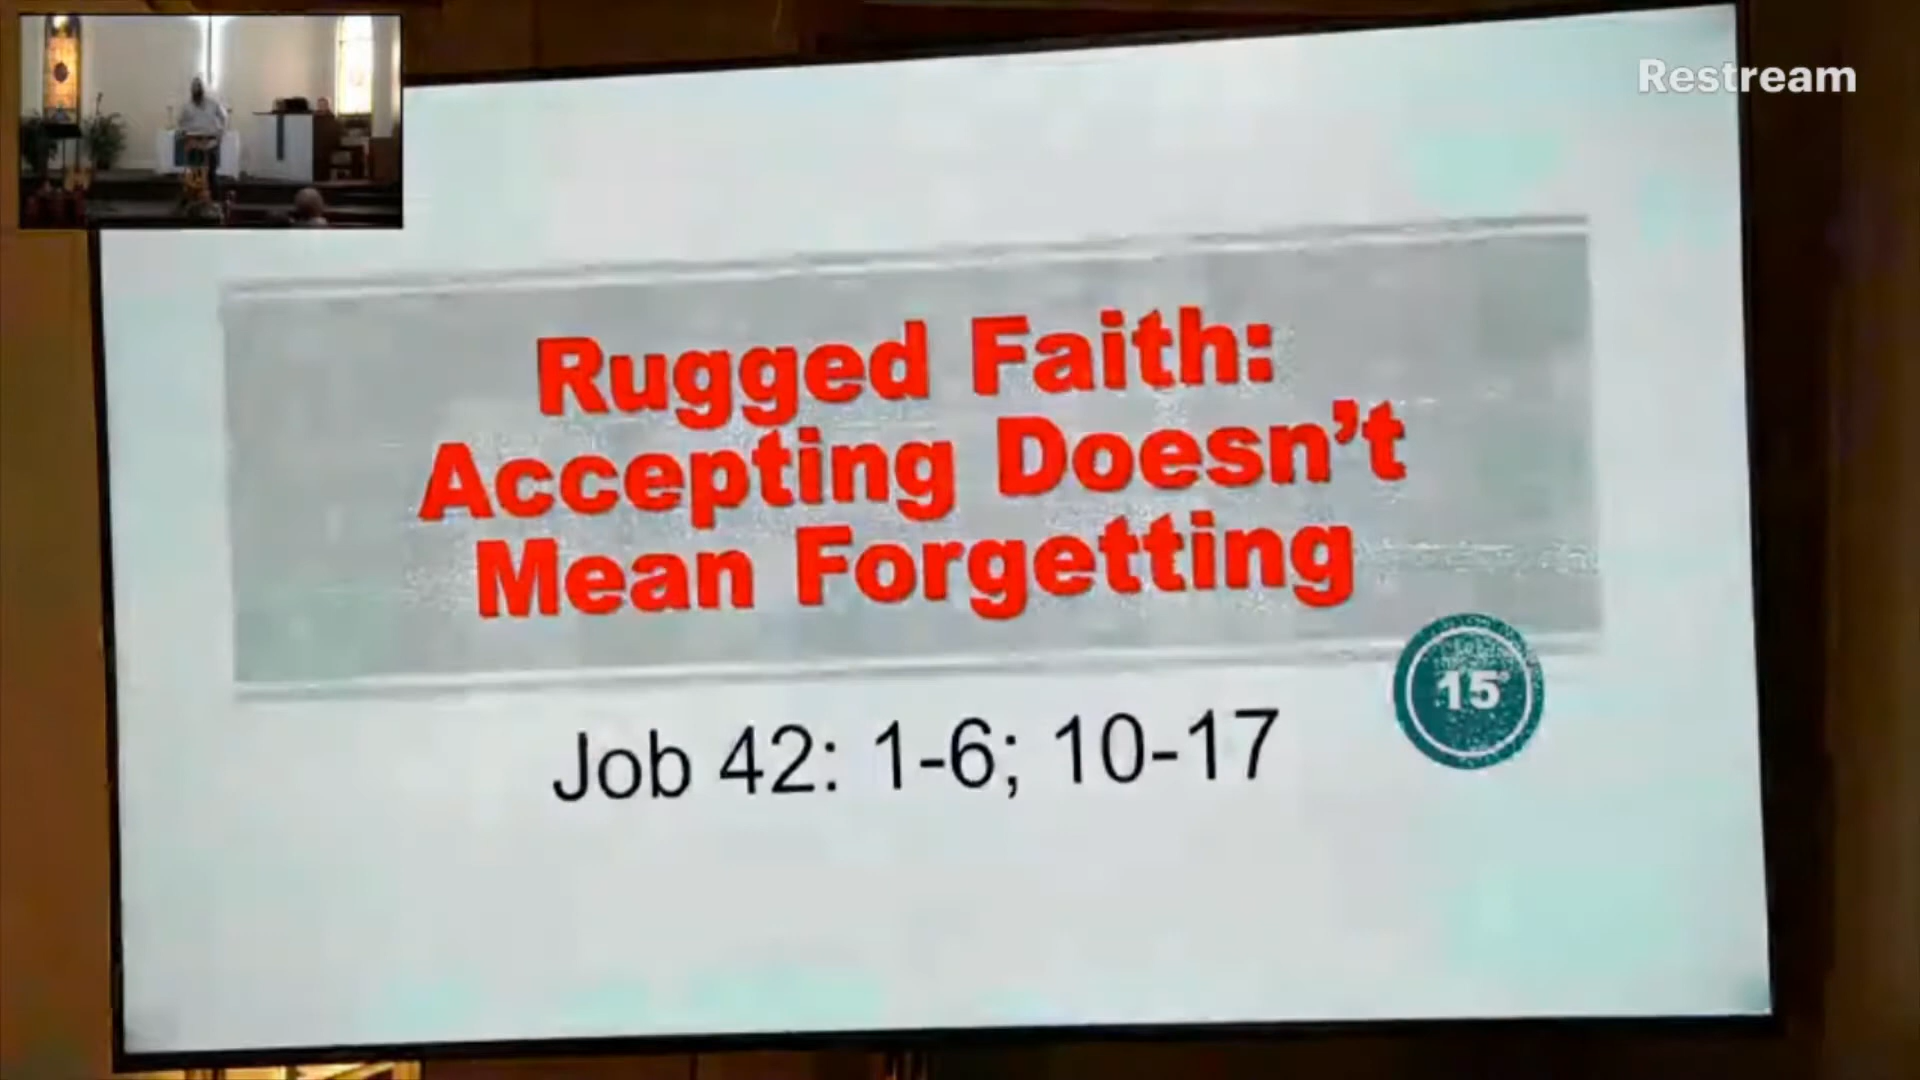 Restream
Rugged Faith:
Accepting Doesn't
Mean Forgetting
15°
Job 42: 1-6; 10-17